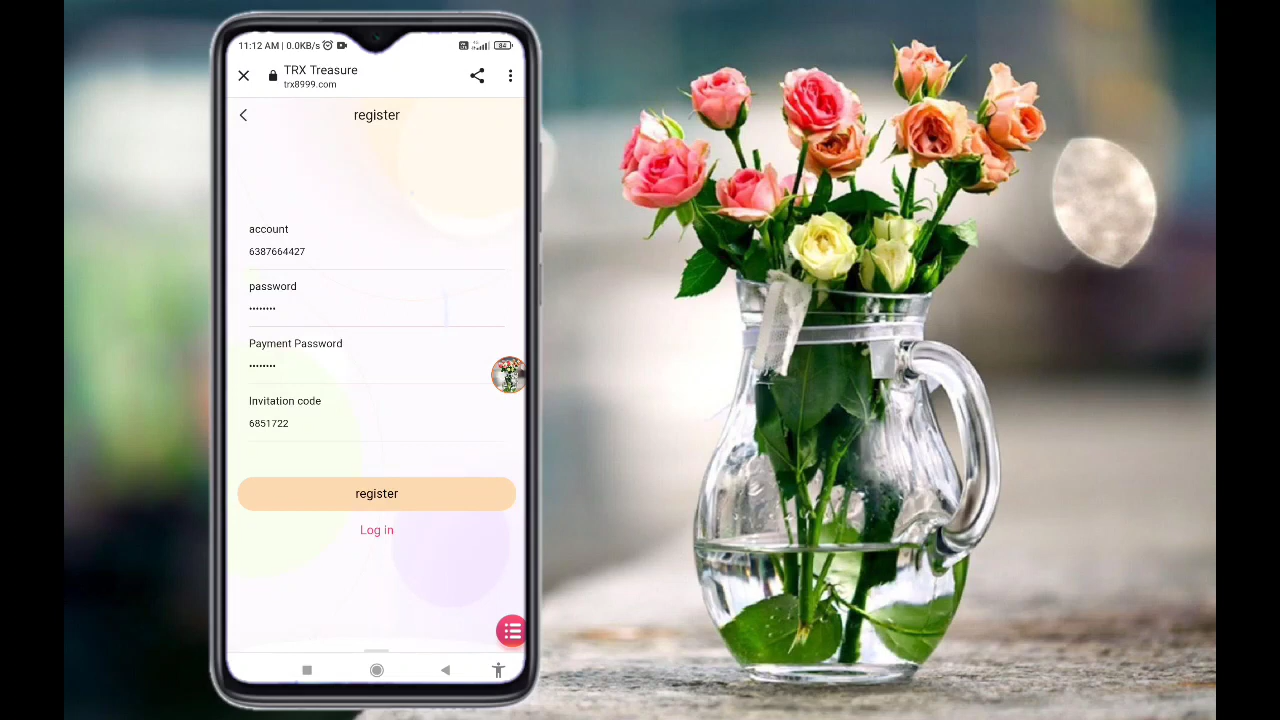 11:12 AM | 0.0KB/s
84
TRX Treasure
trx8999.com
register
account
6387664427
password
••••••••
Payment Password
••••••••
Invitation code
6851722
register
Log in